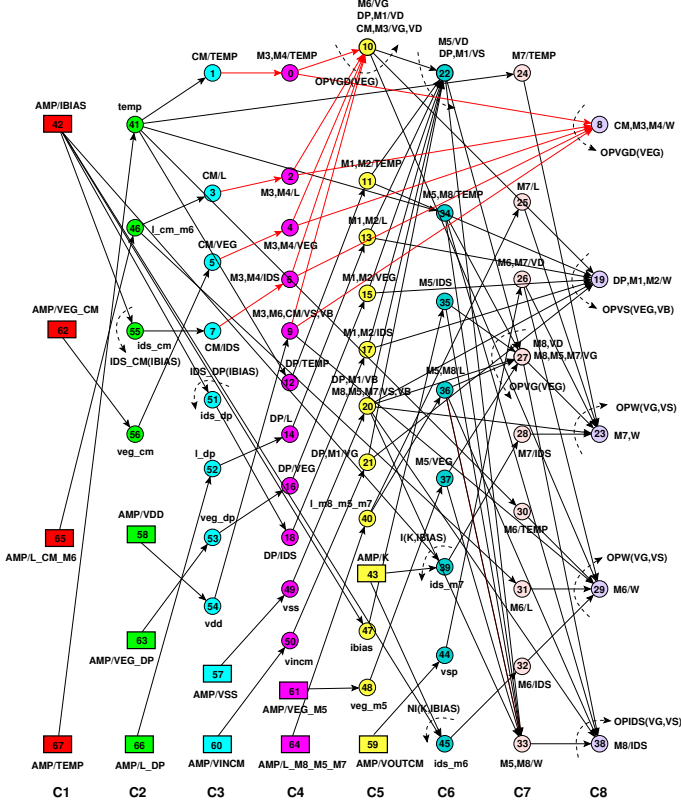 M6/VG
DP,M1/VD
CM,M3/VG,VD
10
M5/VD
DP,M1/VS
22
CM/TEMP
1
M3,M4/TEMP
0
OPVGD(VEG)
M7/TEMP
24
AMP/IBIAS
42
temp
41
8
CM,M3,M4/W
OPVGD(VEG)
CM/L
3
2
M3,M4/L
M1,M2/TEMP
11
M5,M8/TEMP
34
M7/L
25
46
l_cm_m6
4
M3,M4/VEG
M1,M2/L
13
CM/VEG
5
M3,M4/IDS
6
M1,M2/VEG
15
M6,M7/VD
26
19
DP,M1,M2/W
OPVS(VEG,VB)
M5/IDS
35
AMP/VEG_CM
62
55
ids_cm
IDS_CM(IBIAS)
7
CM/IDS
M3,M6,CM/VS,VB
9
M1,M2/IDS
17
M8,VD
M8,M5,M7/VG
27
OPVG(VEG)
IDS_DP(IBIAS)
51
ids_dp
DP/TEMP
12
DP,M1/VB
M8,M5,M7/VS,VB
20
M5,M8/L
36
OPW(VG,VS)
23
M7,W
56
veg_cm
DP/L
14
28
M7/IDS
l_dp
52
DP/VEG
16
DP,M1/VG
21
M5/VEG
37
AMP/VDD
58
veg_dp
53
l_m8_m5_m7
40
30
M6/TEMP
65
AMP/L_CM_M6
18
DP/IDS
I(K,IBIAS)
39
ids_m7
AMP/K
43
OPW(VG,VS)
29
M6/W
54
vdd
49
vss
31
M6/L
63
AMP/VEG_DP
50
vincm
47
ibias
44
vsp
32
M6/IDS
57
AMP/VSS
61
AMP/VEG_M5
48
veg_m5
NI(K,IBIAS)
45
ids_m6
OPIDS(VG,VS)
38
M8/IDS
67
AMP/TEMP
66
AMP/L_DP
60
AMP/VINCM
64
AMP/L_M8_M5_M7
59
AMP/VOUTCM
33
M5,M8/W
C1 C2 C3 C4 C5 C6 C7 C8